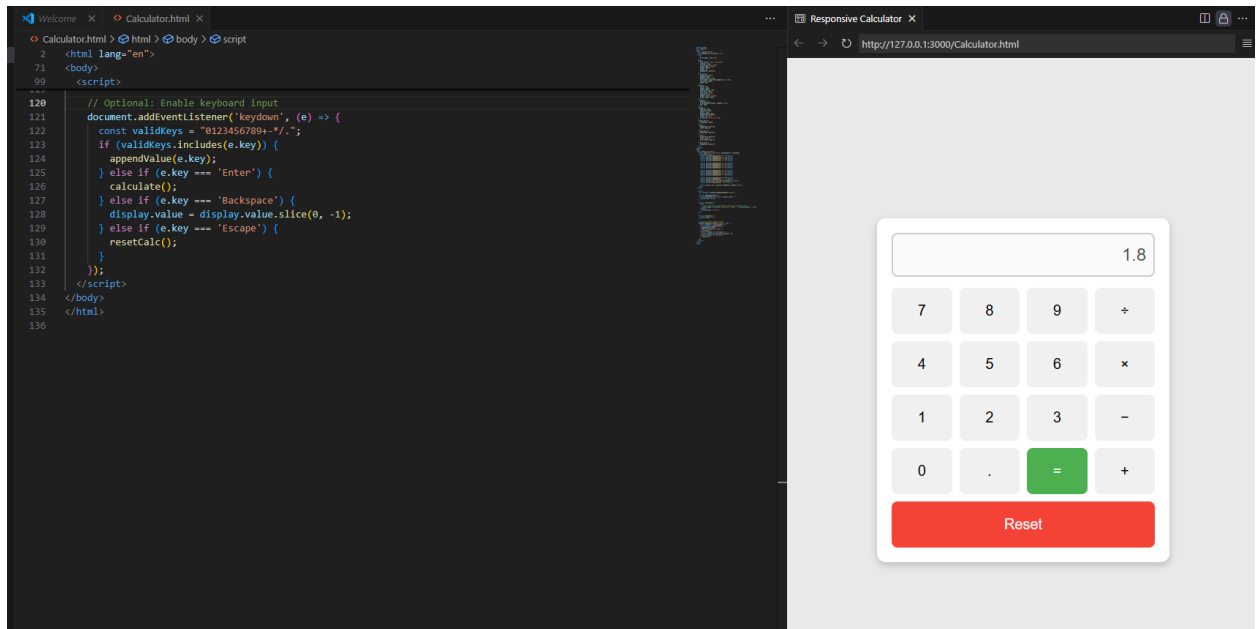 Welcome
Calculator.html
Calculator.html > html > body > script
2 <html lang="en">
71 <body>
99 <script>
120 // Optional: Enable keyboard input
121 document.addEventListener('keydown', (e) => {
122 const validKeys = "0123456789+-*/.";
123 if (validKeys.includes(e.key)) {
124 appendValue(e.key);
125 } else if (e.key === 'Enter') {
126 calculate();
127 } else if (e.key === 'Backspace') {
128 display.value = display.value.slice(0, -1);
129 } else if (e.key === 'Escape') {
130 resetCalc();
131 }
132 });
133 </script>
134 </body>
135 </html>
136
Responsive Calculator
http://127.0.0.1:3000/Calculator.html
1.8
7 8 9 ÷
4 5 6 ×
1 2 3 −
0 . = +
Reset